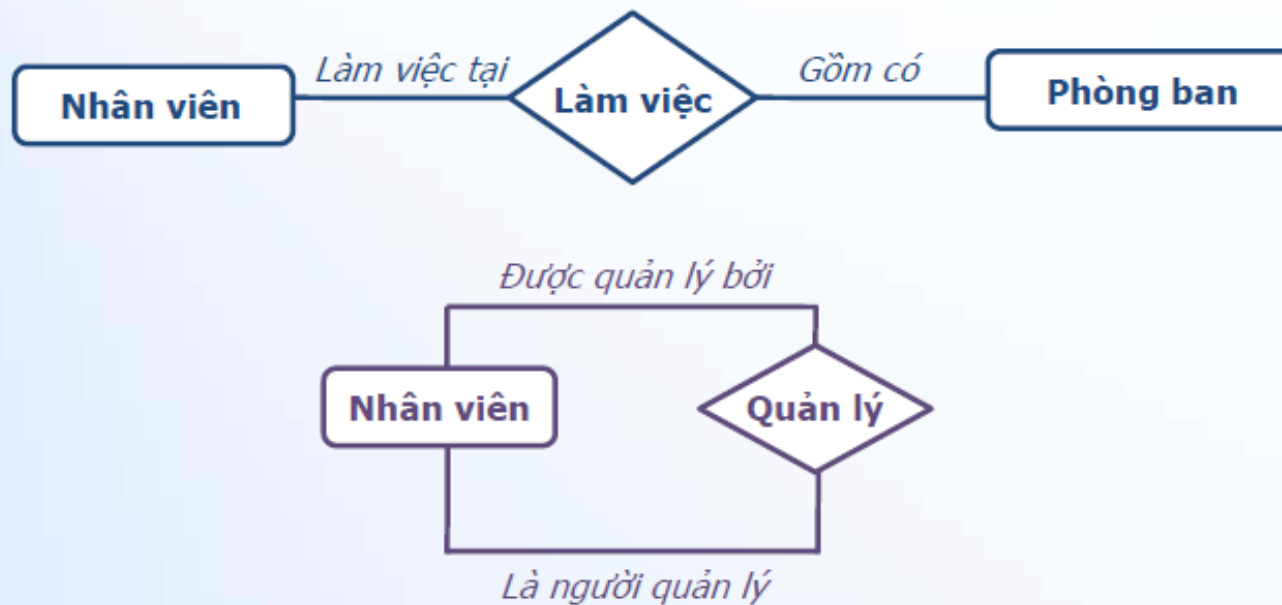 Làm việc tại
Gồm có
Nhân viên
Làm việc
Phòng ban
Được quản lý bởi
Nhân viên
Quản lý
Là người quản lý